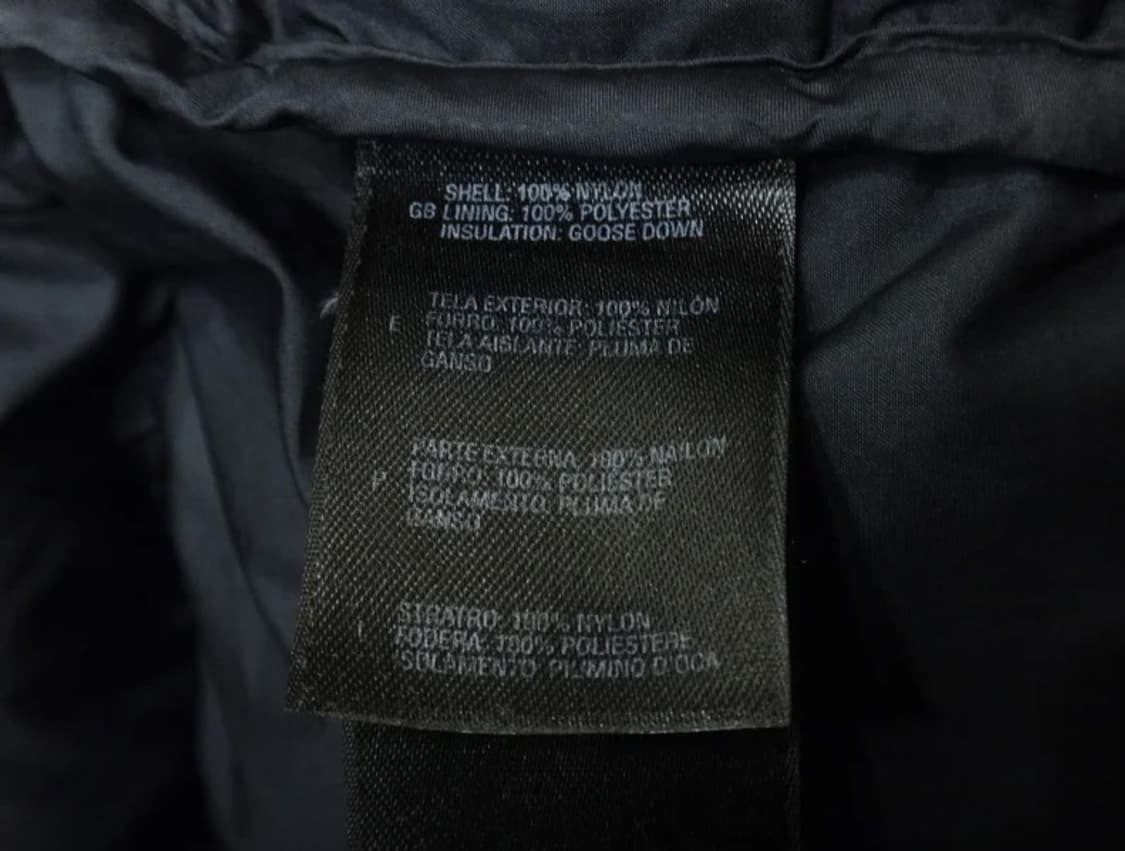 SHELL: 100% NYLON
GB LINING: 100% POLYESTER
INSULATION: GOOSE DOWN
TELA EXTERIOR: 100% NILON
E FORRO: 100% POLIESTER
TELA AISLANTE: PLUMA DE
GANSO
PARTE EXTERNA: 100% NAILON
P FORRO: 100% POLIESTER
ISOLAMENTO: PLUMA DE
GANSO
STRATRO: 100% NYLON
I FODERA: 100% POLIESTERE
ISOLAMENTO: PIUMINO D'OCA